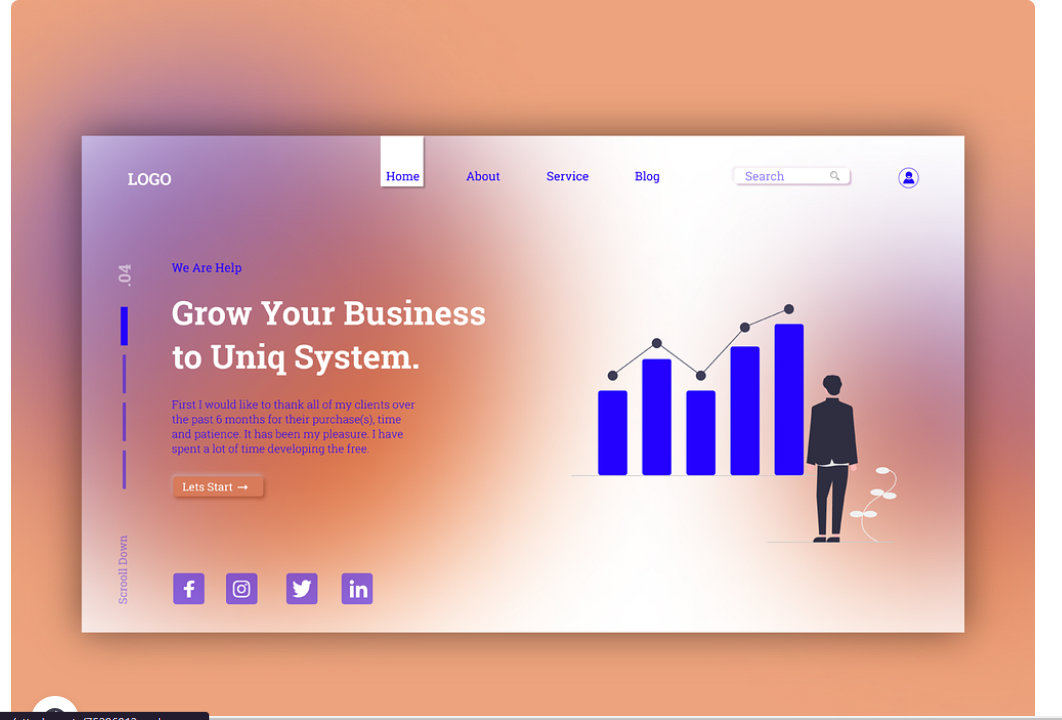 LOGO
Home
About
Service
Blog
Search
.04
We Are Help
Grow Your Business
to Uniq System.
First I would like to thank all of my clients over
the past 6 months for their purchase(s), time
and patience. It has been my pleasure. I have
spent a lot of time developing the free.
Lets Start →
Scrooll Down